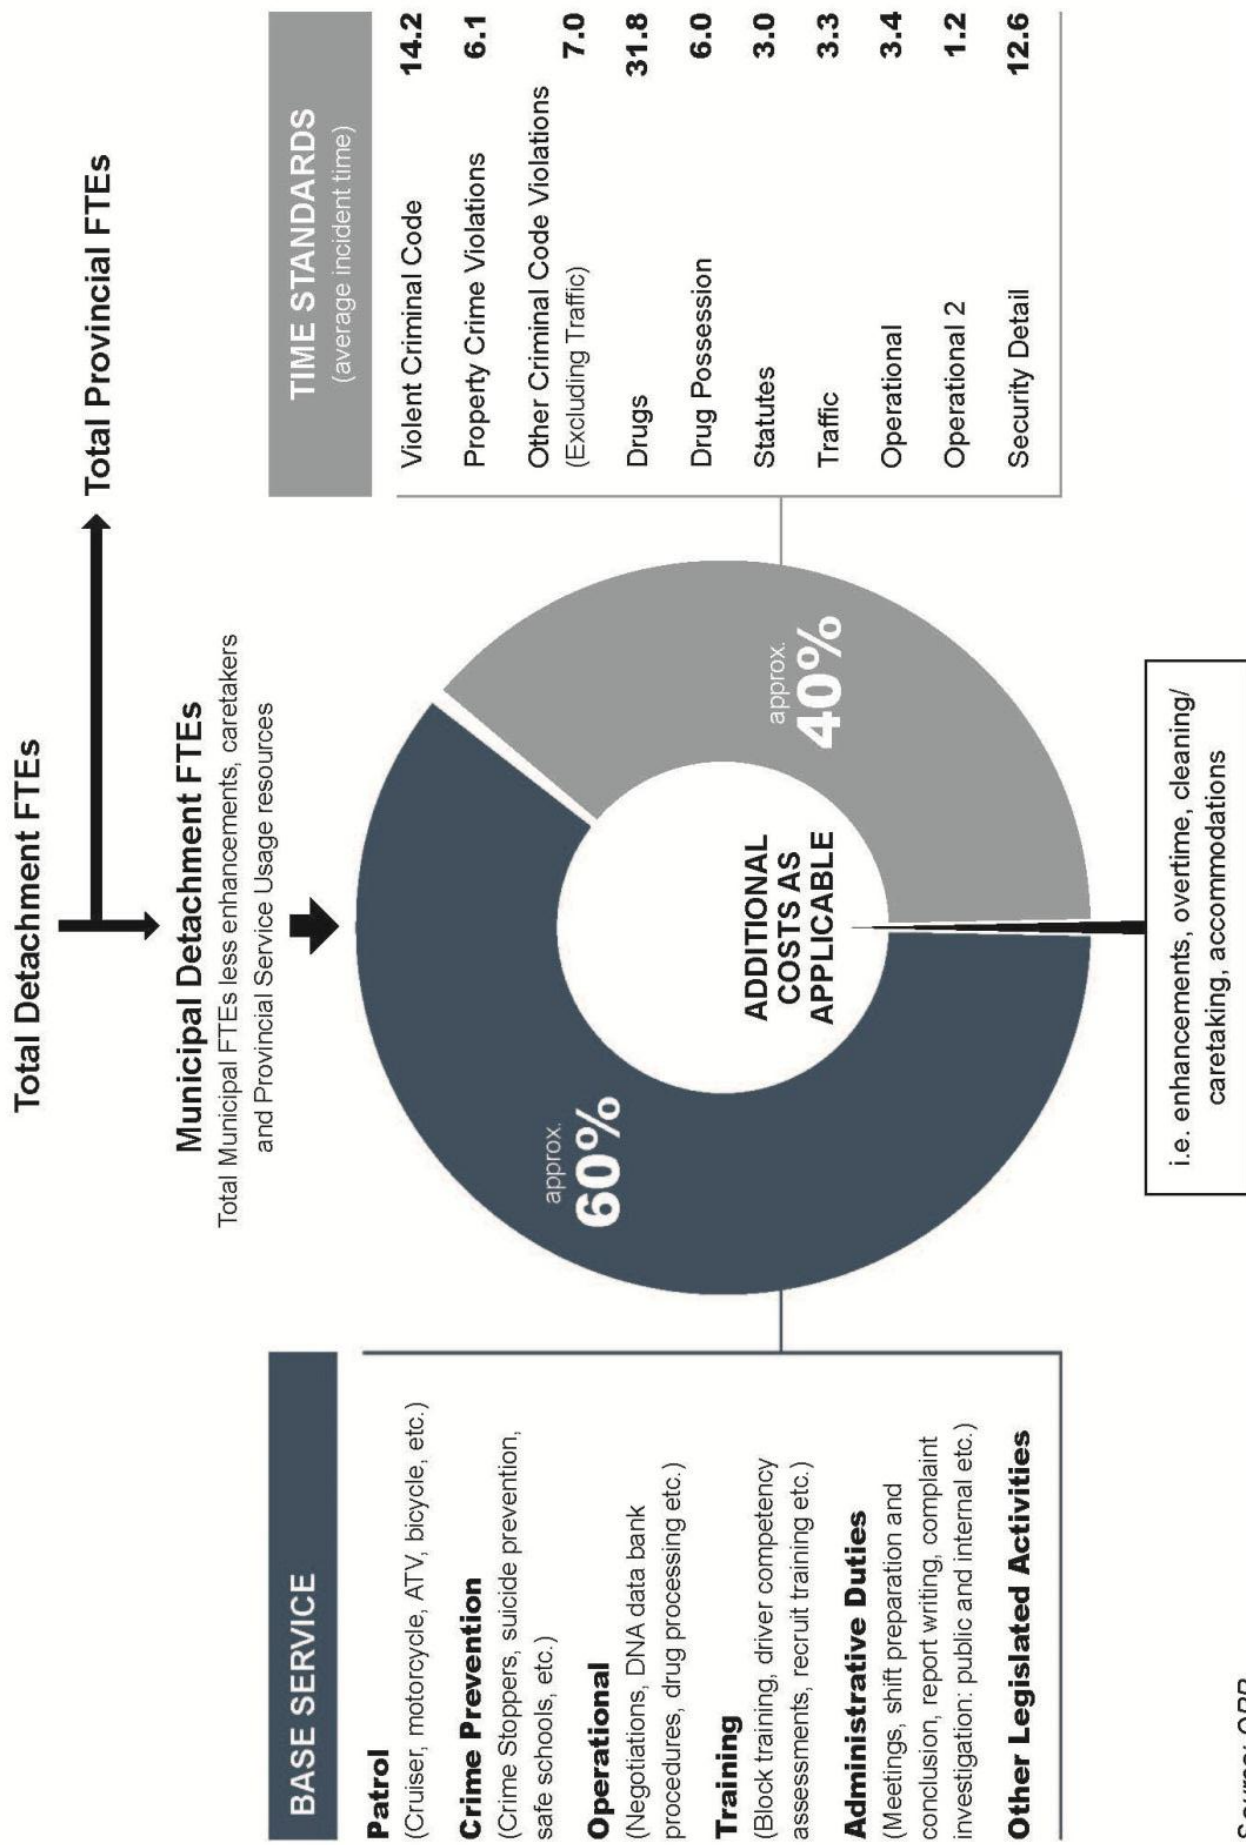 Total Detachment FTEs
Total Provincial FTEs
Municipal Detachment FTEs
Total Municipal FTEs less enhancements, caretakers
and Provincial Service Usage resources
BASE SERVICE
Patrol
(Cruiser, motorcycle, ATV, bicycle, etc.)
Crime Prevention
(Crime Stoppers, suicide prevention,
safe schools, etc.)
Operational
(Negotiations, DNA data bank
procedures, drug processing etc.)
Training
(Block training, driver competency
assessments, recruit training etc.)
Administrative Duties
(Meetings, shift preparation and
conclusion, report writing, complaint
investigation: public and internal etc.)
Other Legislated Activities
approx.
60%
ADDITIONAL
COSTS AS
APPLICABLE
approx.
40%
TIME STANDARDS
(average incident time)
Violent Criminal Code 14.2
Property Crime Violations 6.1
Other Criminal Code Violations
(Excluding Traffic) 7.0
Drugs 31.8
Drug Possession 6.0
Statutes 3.0
Traffic 3.3
Operational 3.4
Operational 2 1.2
Security Detail 12.6
i.e. enhancements, overtime, cleaning/
caretaking, accommodations
Source: OPP